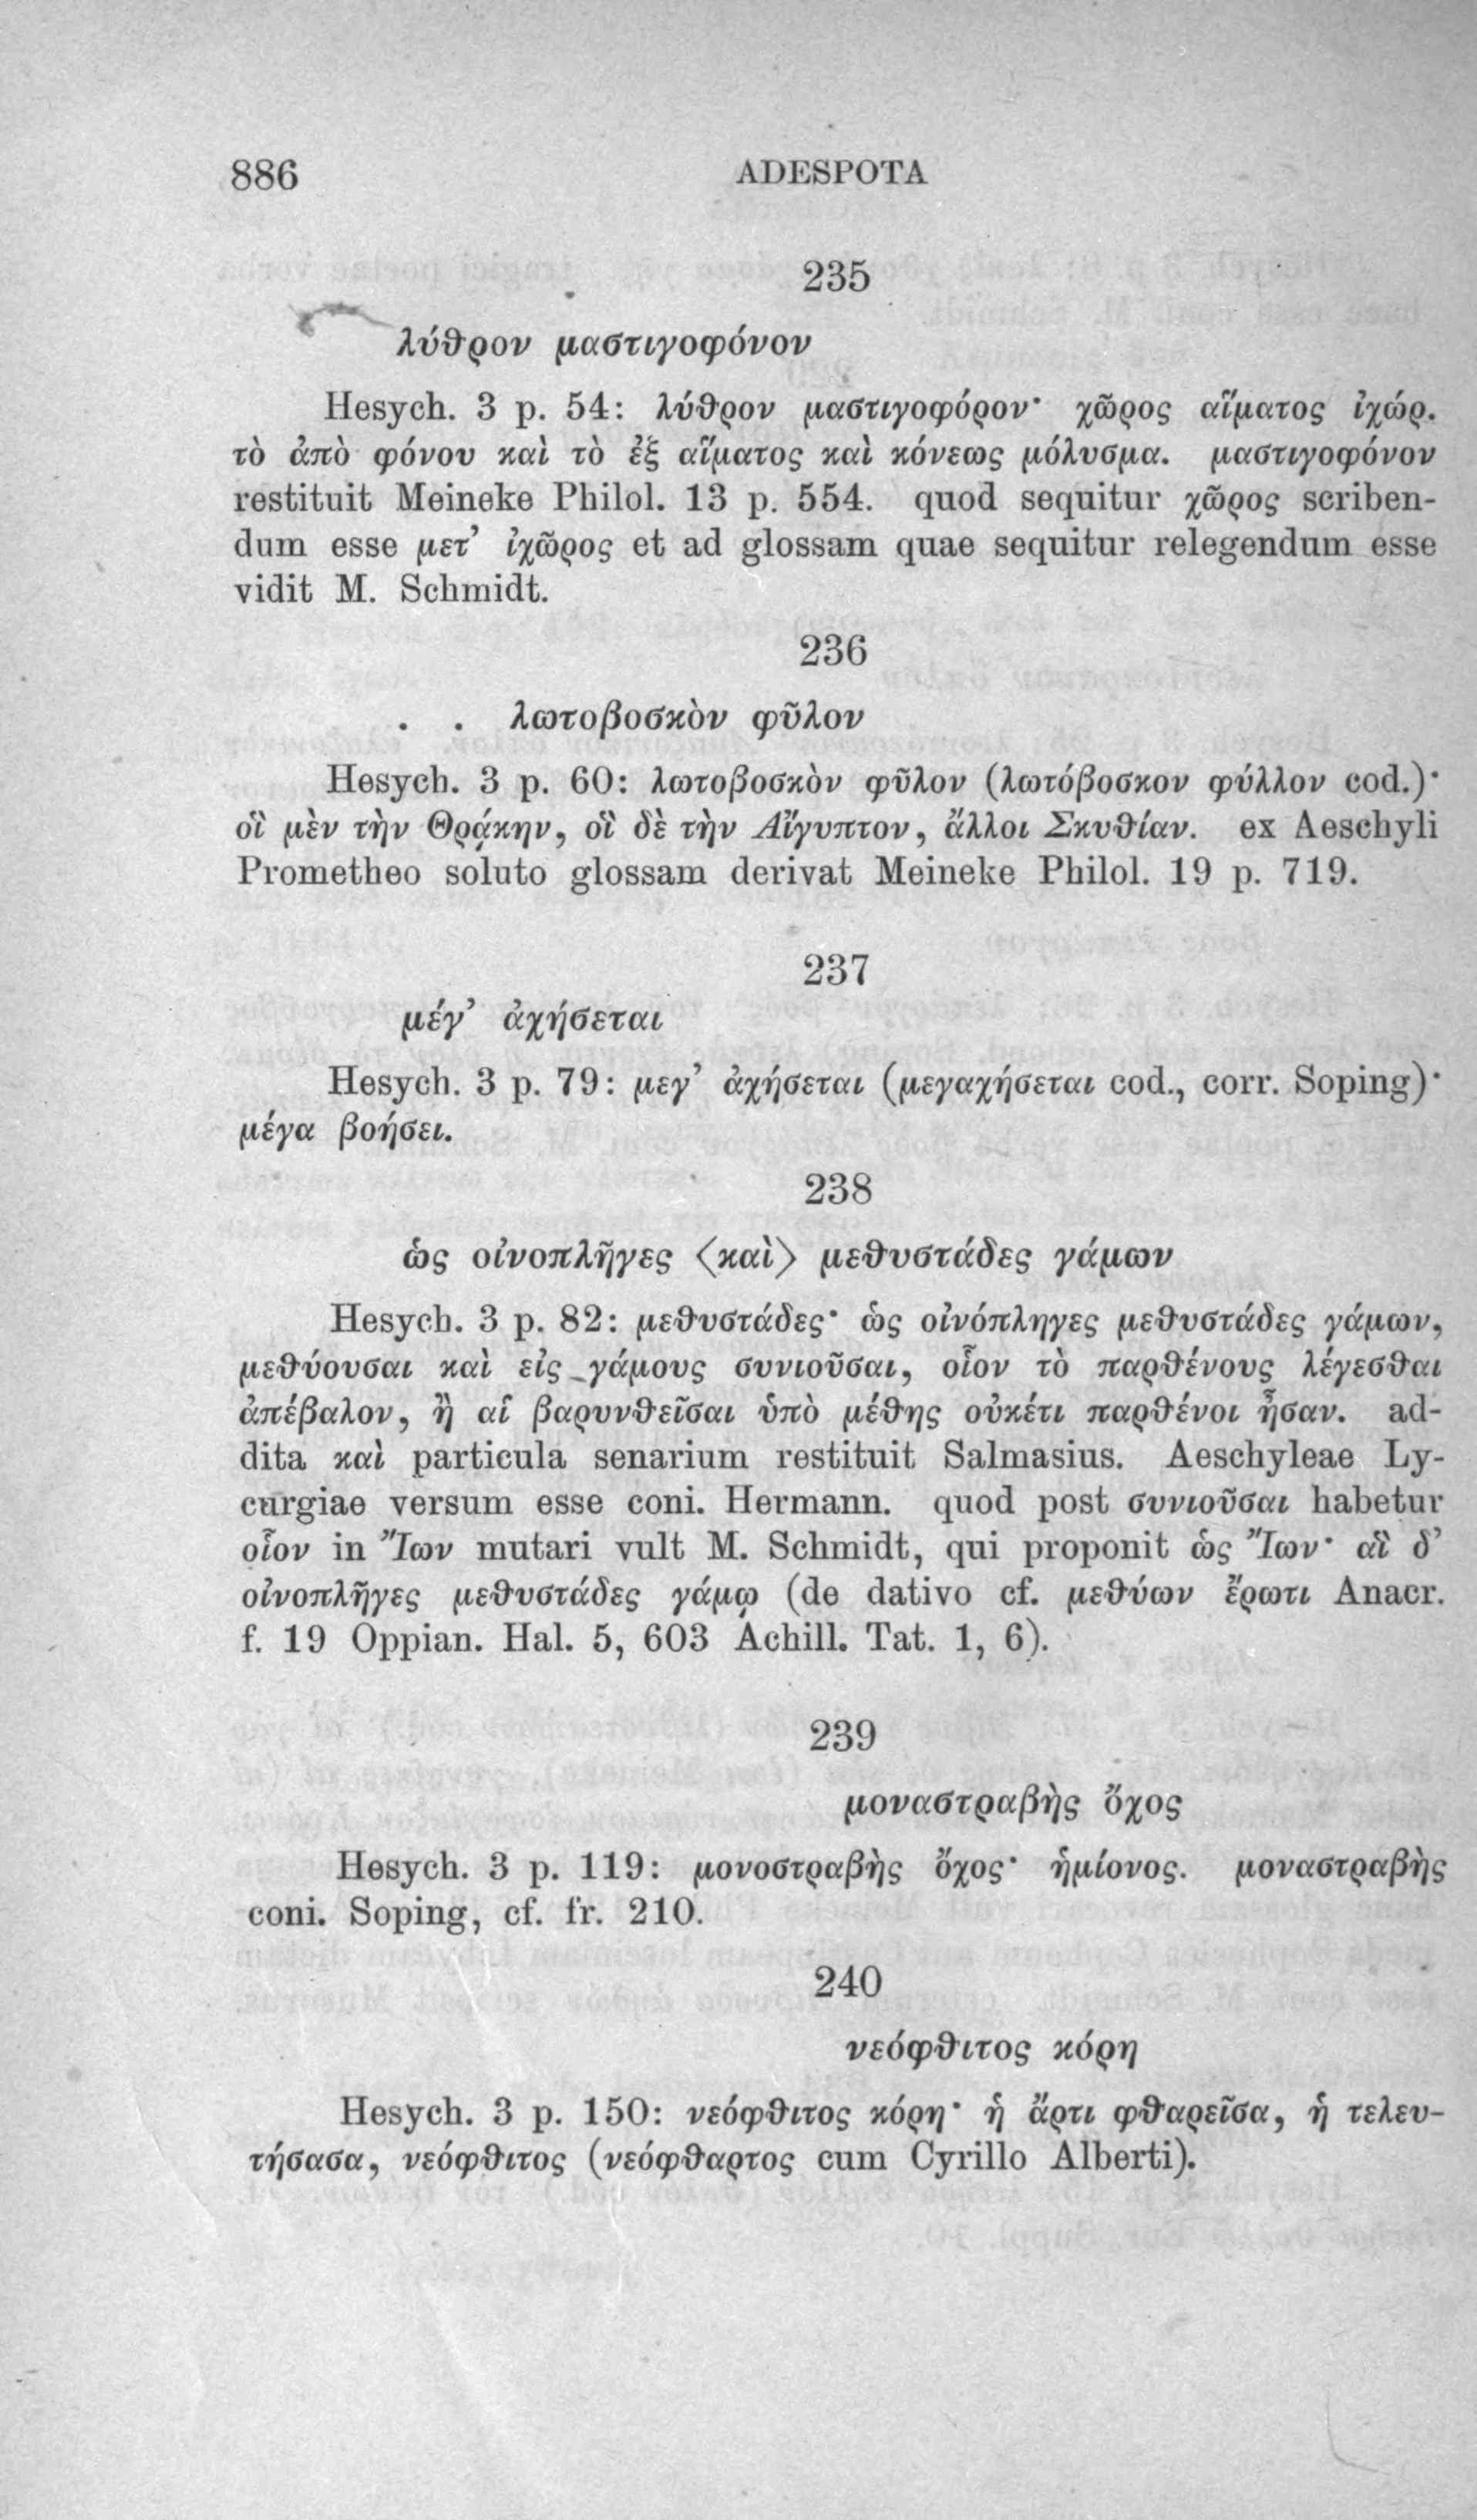 886 ADESPOTA
235
λύθρον μαστιγοφόνον
Hesych. 3 p. 54: λύθρον μαστιγοφόρον· χῶρος αἵματος ἰχώρ.
τὸ ἀπὸ φόνου καὶ τὸ ἐξ αἵματος καὶ κόνεως μόλυσμα. μαστιγοφόνον
restituit Meineke Philol. 13 p. 554. quod sequitur χῶρος scriben-
dum esse μετ’ ἰχῶρος et ad glossam quae sequitur relegendum esse
vidit M. Schmidt.
236
. . λωτοβοσκὸν φῦλον
Hesych. 3 p. 60: λωτοβοσκὸν φῦλον (λωτόβοσκον φύλλον cod.)·
οἳ μὲν τὴν Θρᾴκην, οἳ δὲ τὴν Αἴγυπτον, ἄλλοι Σκυθίαν. ex Aeschyli
Prometheo soluto glossam derivat Meineke Philol. 19 p. 719.
237
μέγ’ ἀχήσεται
Hesych. 3 p. 79: μεγ’ ἀχήσεται (μεγαχήσεται cod., corr. Soping)·
μέγα βοήσει.
238
ὡς οἰνοπλῆγες 〈καὶ〉 μεθυστάδες γάμων
Hesych. 3 p. 82: μεθυστάδες· ὡς οἰνόπληγες μεθυστάδες γάμων,
μεθύουσαι καὶ εἰς γάμους συνιοῦσαι, οἷον τὸ παρθένους λέγεσθαι
ἀπέβαλον, ἢ αἱ βαρυνθεῖσαι ὑπὸ μέθης οὐκέτι παρθένοι ἦσαν. ad-
dita καὶ particula senarium restituit Salmasius. Aeschyleae Ly-
curgiae versum esse coni. Hermann. quod post συνιοῦσαι habetur
οἷον in Ἴων mutari vult M. Schmidt, qui proponit ὡς Ἴων· αἳ δ’
οἰνοπλῆγες μεθυστάδες γάμῳ (de dativo cf. μεθύων ἔρωτι Anacr.
f. 19 Oppian. Hal. 5, 603 Achill. Tat. 1, 6).
239
μοναστραβὴς ὄχος
Hesych. 3 p. 119: μονοστραβὴς ὄχος· ἡμίονος. μοναστραβὴς
coni. Soping, cf. fr. 210.
240
νεόφθιτος κόρη
Hesych. 3 p. 150: νεόφθιτος κόρη· ἡ ἄρτι φθαρεῖσα, ἡ τελευ-
τήσασα, νεόφθιτος (νεόφθαρτος cum Cyrillo Alberti).